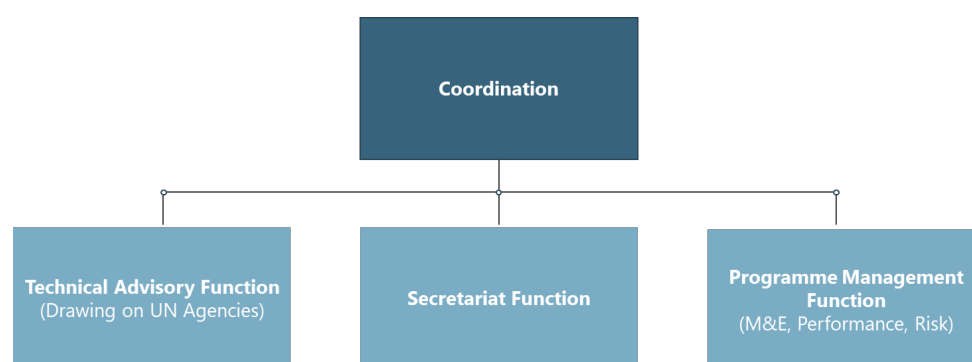 Coordination
Technical Advisory Function
(Drawing on UN Agencies)
Secretariat Function
Programme Management
Function
(M&E, Performance, Risk)